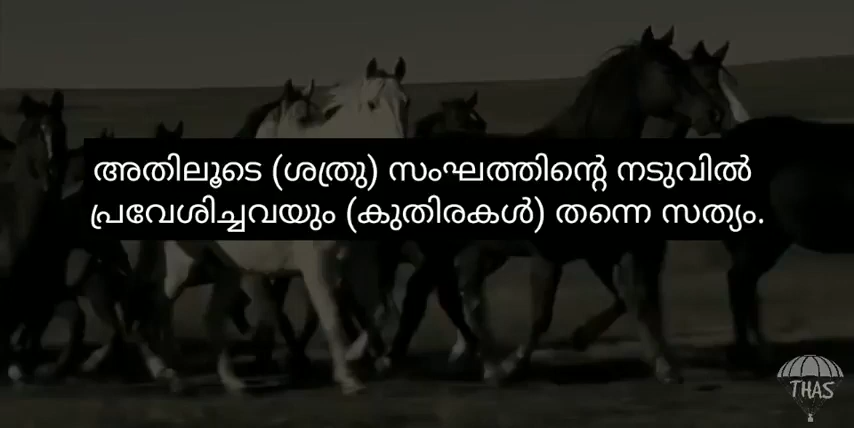 അതിലൂടെ (ശത്രു) സംഘത്തിന്റെ നടുവിൽ
പ്രവേശിച്ചവയും (കുതിരകൾ) തന്നെ സത്യം.
THAS